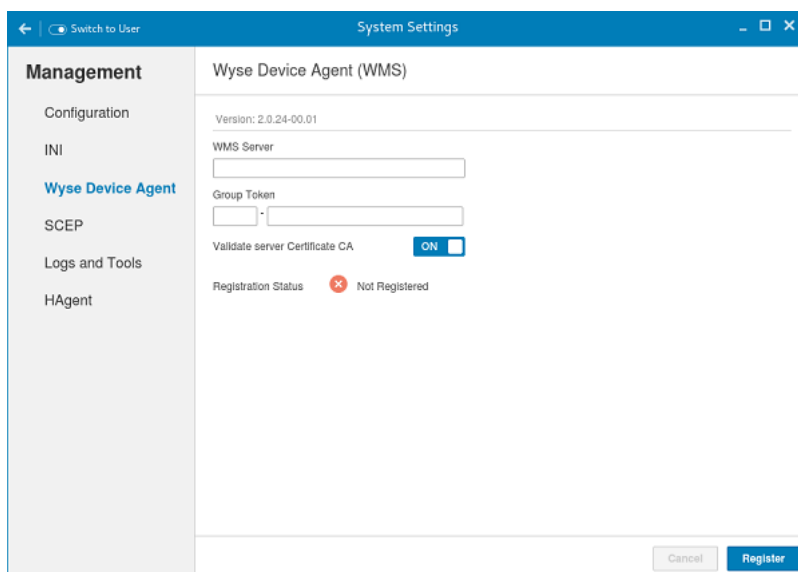 Switch to User
System Settings
Management
Configuration
INI
Wyse Device Agent
SCEP
Logs and Tools
HAgent
Wyse Device Agent (WMS)
Version: 2.0.24-00.01
WMS Server
Group Token
-
Validate server Certificate CA ON
Registration Status Not Registered
Cancel Register